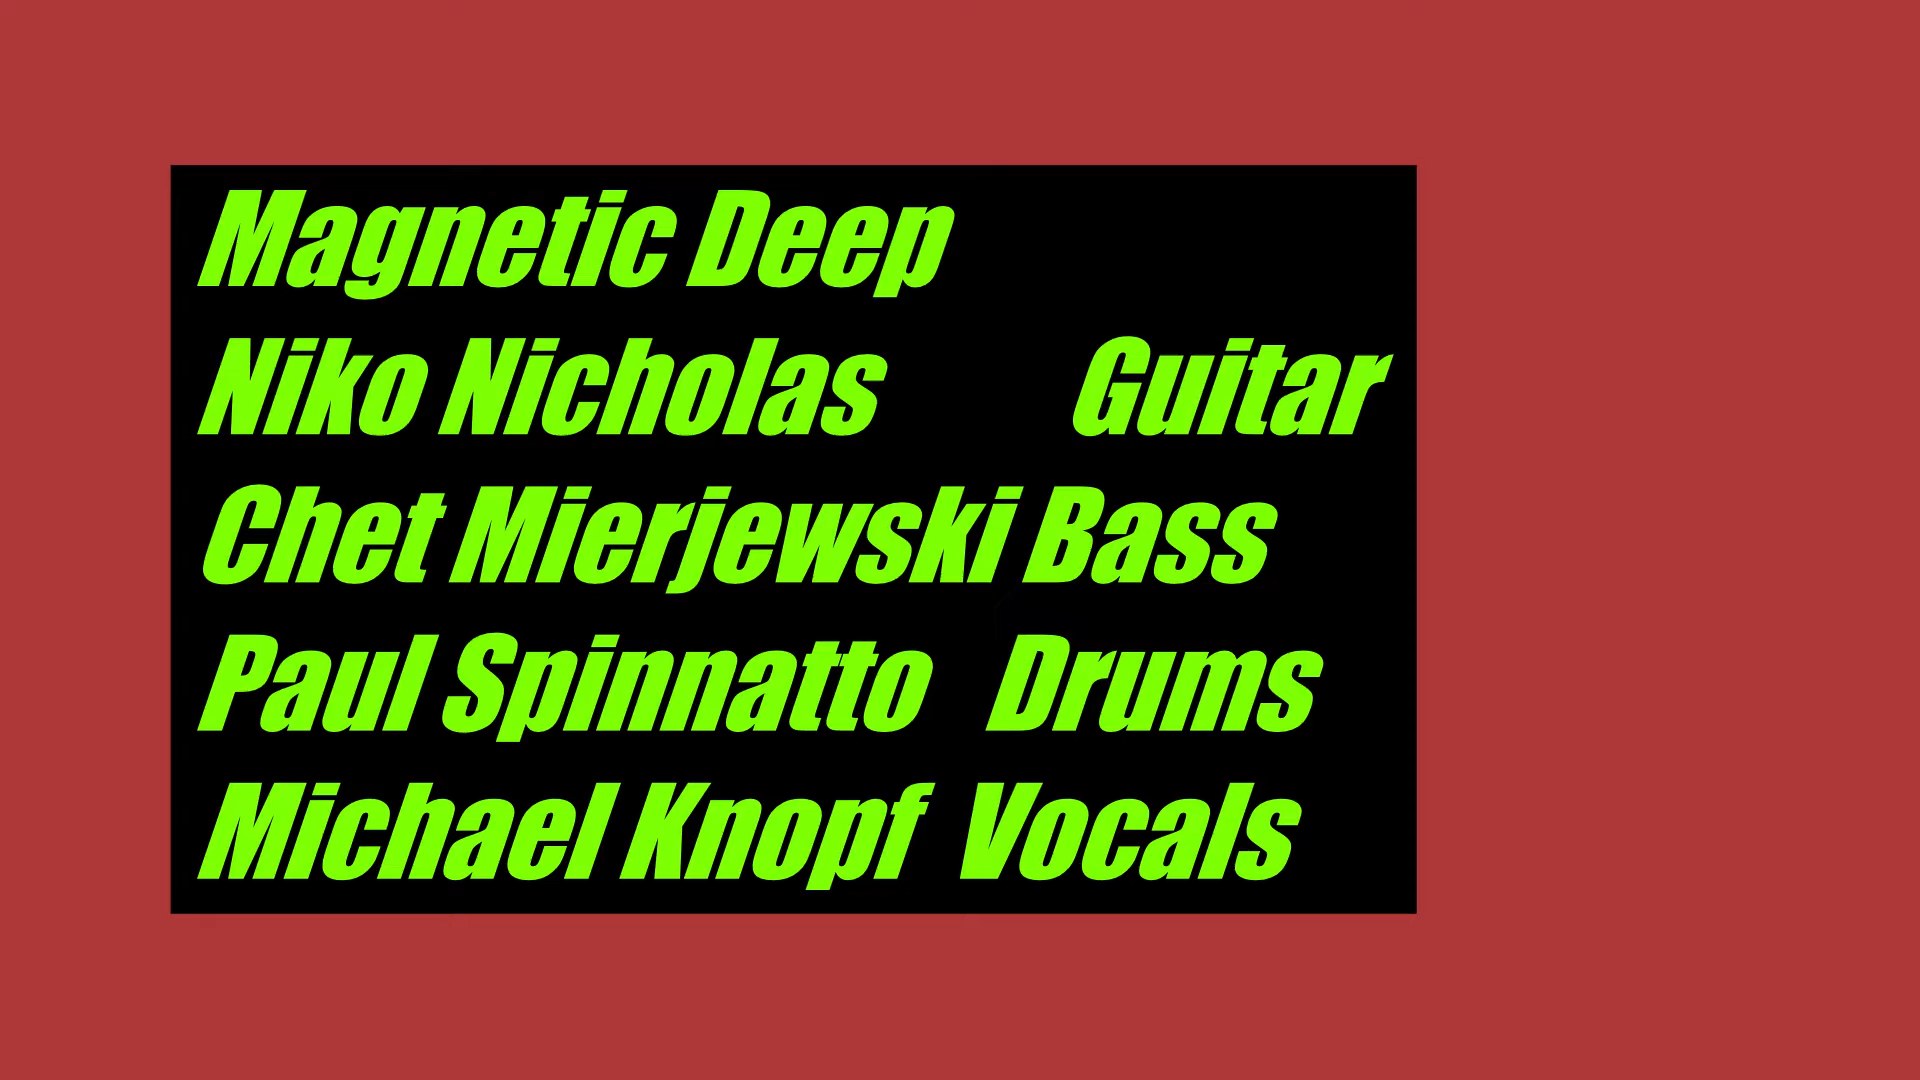 Magnetic Deep
Niko Nicholas Guitar
Chet Mierjewski Bass
Paul Spinnatto Drums
Michael Knopf Vocals